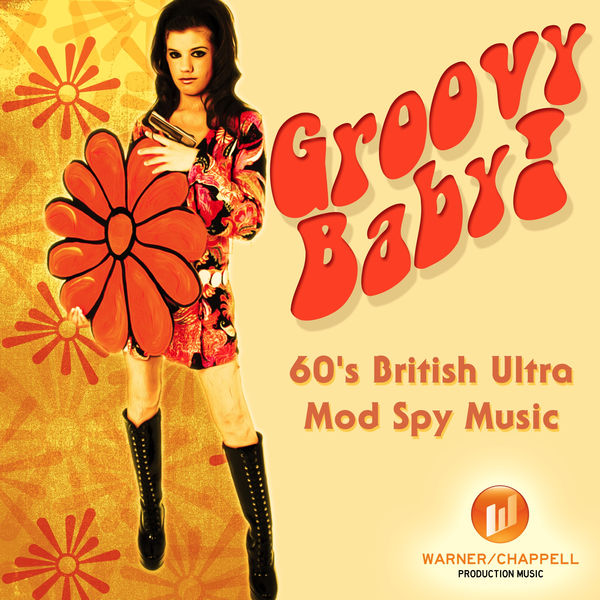 Groovy
Baby!
60's British Ultra
Mod Spy Music
W
WARNER/CHAPPELL
PRODUCTION MUSIC